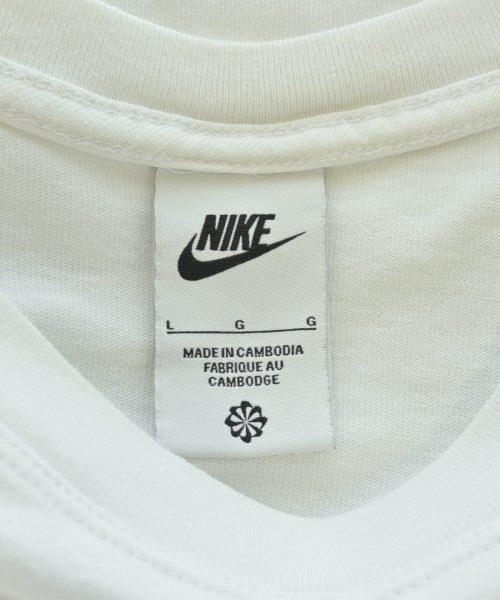 NIKE
L G G
MADE IN CAMBODIA
FABRIQUE AU
CAMBODGE